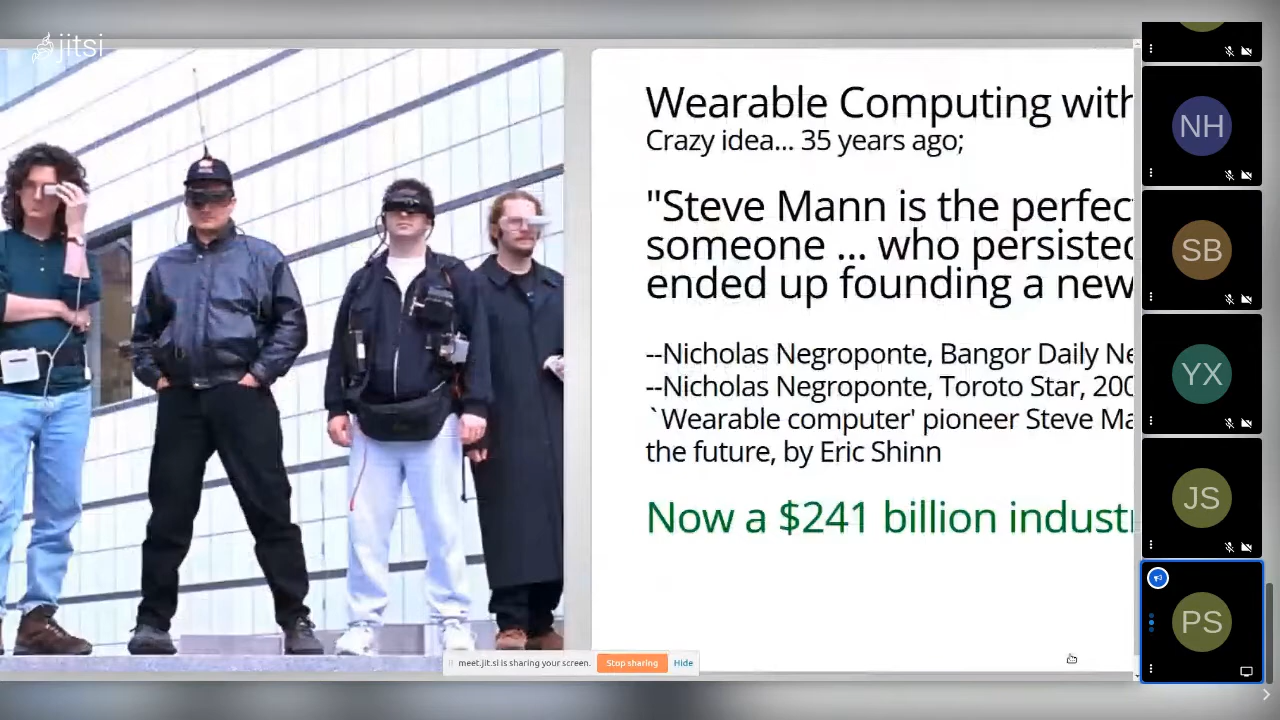 jitsi
Wearable Computing with
Crazy idea... 35 years ago;
"Steve Mann is the perfec
someone ... who persisted
ended up founding a new
--Nicholas Negroponte, Bangor Daily Ne
--Nicholas Negroponte, Toroto Star, 200
`Wearable computer' pioneer Steve Ma
the future, by Eric Shinn
Now a $241 billion industr
meet.jit.si is sharing your screen.
Stop sharing
Hide
NH
SB
YX
JS
PS